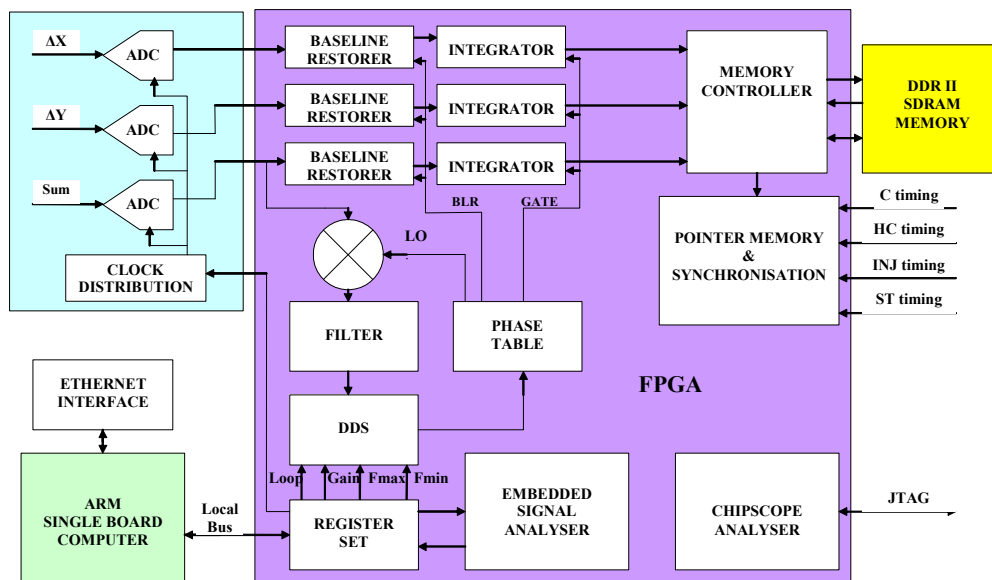 ΔX
ADC
ΔY
ADC
Sum
ADC
CLOCK
DISTRIBUTION
BASELINE
RESTORER
INTEGRATOR
BASELINE
RESTORER
INTEGRATOR
BASELINE
RESTORER
INTEGRATOR
MEMORY
CONTROLLER
DDR II
SDRAM
MEMORY
BLR
GATE
LO
POINTER MEMORY
&
SYNCHRONISATION
C timing
HC timing
INJ timing
ST timing
FILTER
PHASE
TABLE
FPGA
ETHERNET
INTERFACE
DDS
Loop
Gain
Fmax
Fmin
ARM
SINGLE BOARD
COMPUTER
Local
Bus
REGISTER
SET
EMBEDDED
SIGNAL
ANALYSER
CHIPSCOPE
ANALYSER
JTAG